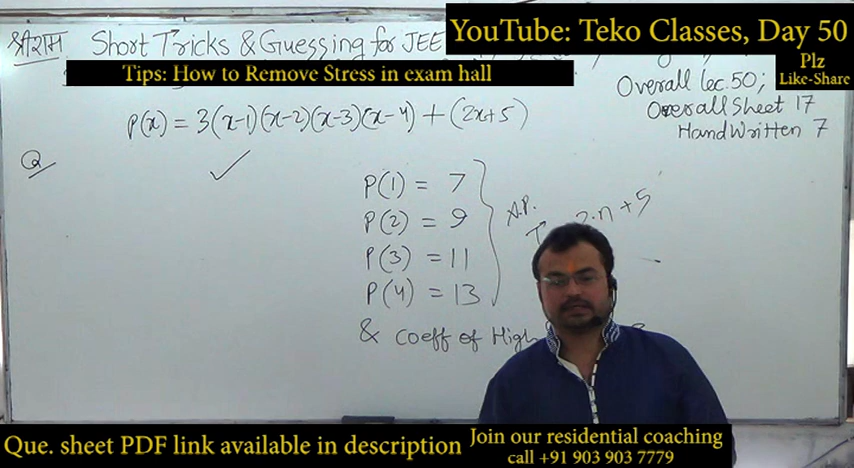 YouTube: Teko Classes, Day 50
श्रीराम Short Tricks & Guessing for JEE
Plz
Like-Share
Tips: How to Remove Stress in exam hall
Overall lec.50;
Overall Sheet 17
HandWritten 7
P(x) = 3(x-1)(x-2)(x-3)(x-4) + (2x+5)
Q
P(1) = 7
P(2) = 9
P(3) = 11
P(4) = 13
A.P.
2.n+5
& Coeff of High
Que. sheet PDF link available in description
Join our residential coaching
call +91 903 903 7779